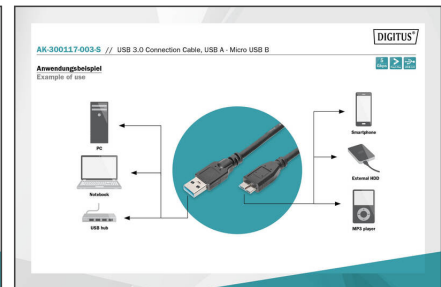 DIGITUS®
AK-300117-003-S // USB 3.0 Connection Cable, USB A - Micro USB B
Anwendungsbeispiel
Example of use
PC
Notebook
USB hub
Smartphone
External HDD
MP3 player